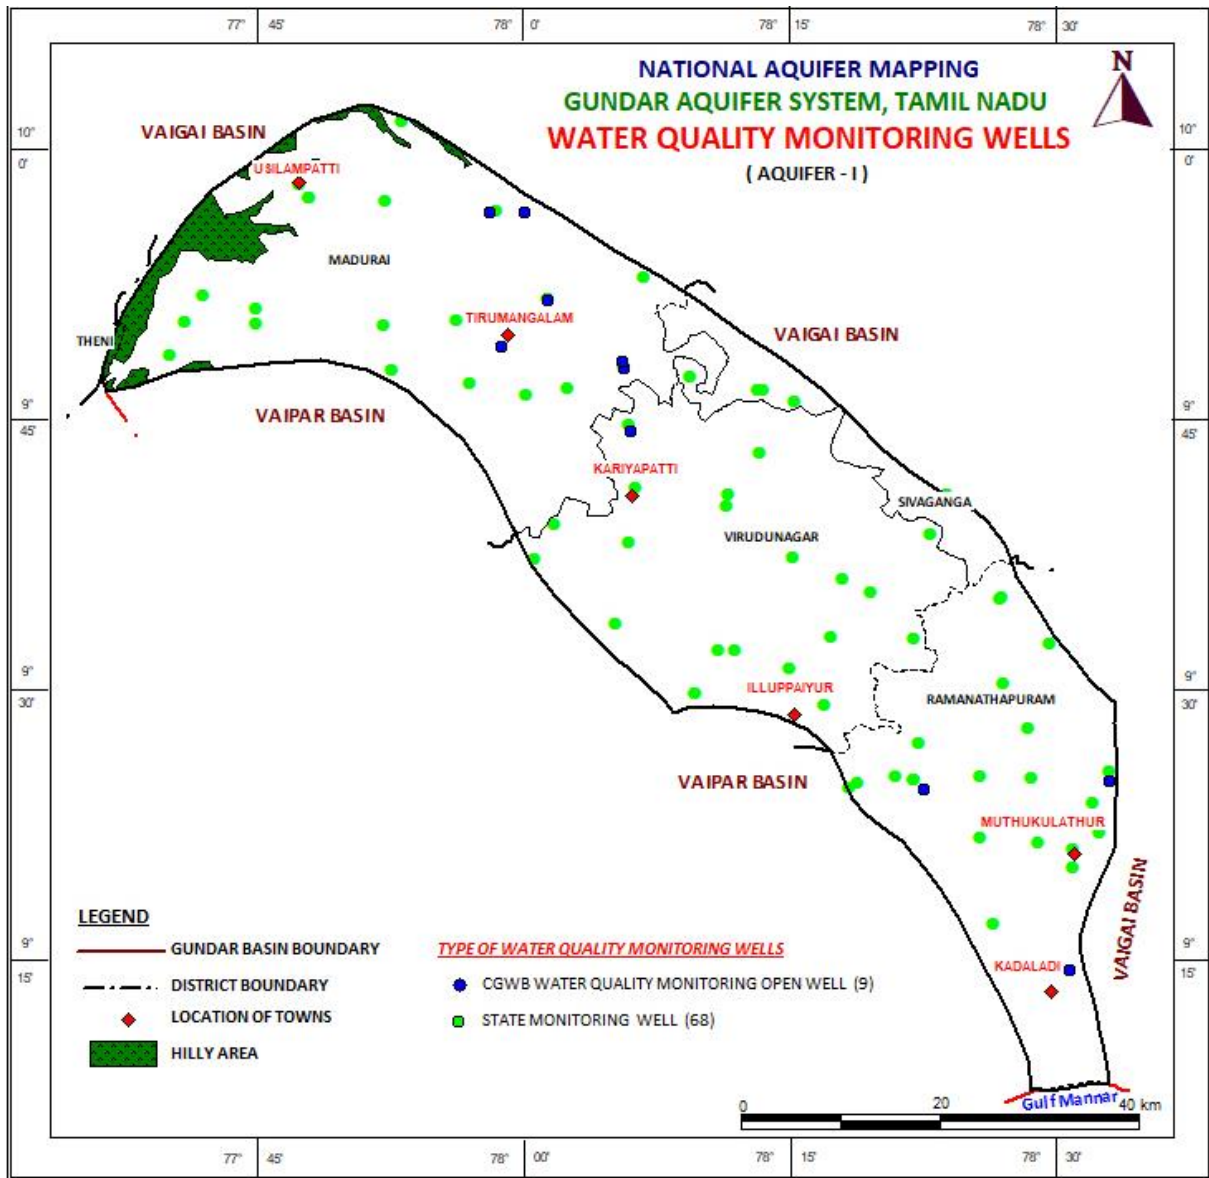 77° 45' 78° 0' 78° 15' 78° 30'
NATIONAL AQUIFER MAPPING
GUNDAR AQUIFER SYSTEM, TAMIL NADU
WATER QUALITY MONITORING WELLS
( AQUIFER - I )
N
10° 0'
10° 0'
VAIGAI BASIN
USILAMPATTI
MADURAI
TIRUMANGALAM
THENI
VAIGAI BASIN
9° 45'
9° 45'
VAIPAR BASIN
KARIYAPATTI
SIVAGANGA
VIRUDUNAGAR
9° 30'
9° 30'
ILLUPPAIYUR
RAMANATHAPURAM
VAIPAR BASIN
MUTHUKULATHUR
VAIGAI BASIN
9° 15'
9° 15'
KADALADI
LEGEND
GUNDAR BASIN BOUNDARY
DISTRICT BOUNDARY
LOCATION OF TOWNS
HILLY AREA
TYPE OF WATER QUALITY MONITORING WELLS
CGWB WATER QUALITY MONITORING OPEN WELL (9)
STATE MONITORING WELL (68)
Gulf Mannar
0 20 40 km
77° 45' 78° 00' 78° 15' 78° 30'